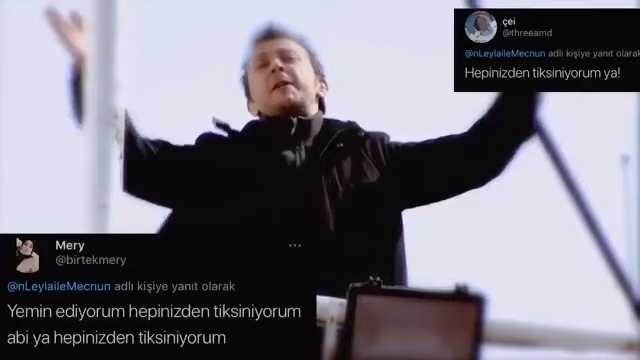 çei
@threeamd
@nLeylaileMecnun adlı kişiye yanıt olarak
Hepinizden tiksiniyorum ya!
Mery
@birtekmery
@nLeylaileMecnun adlı kişiye yanıt olarak
Yemin ediyorum hepinizden tiksiniyorum
abi ya hepinizden tiksiniyorum